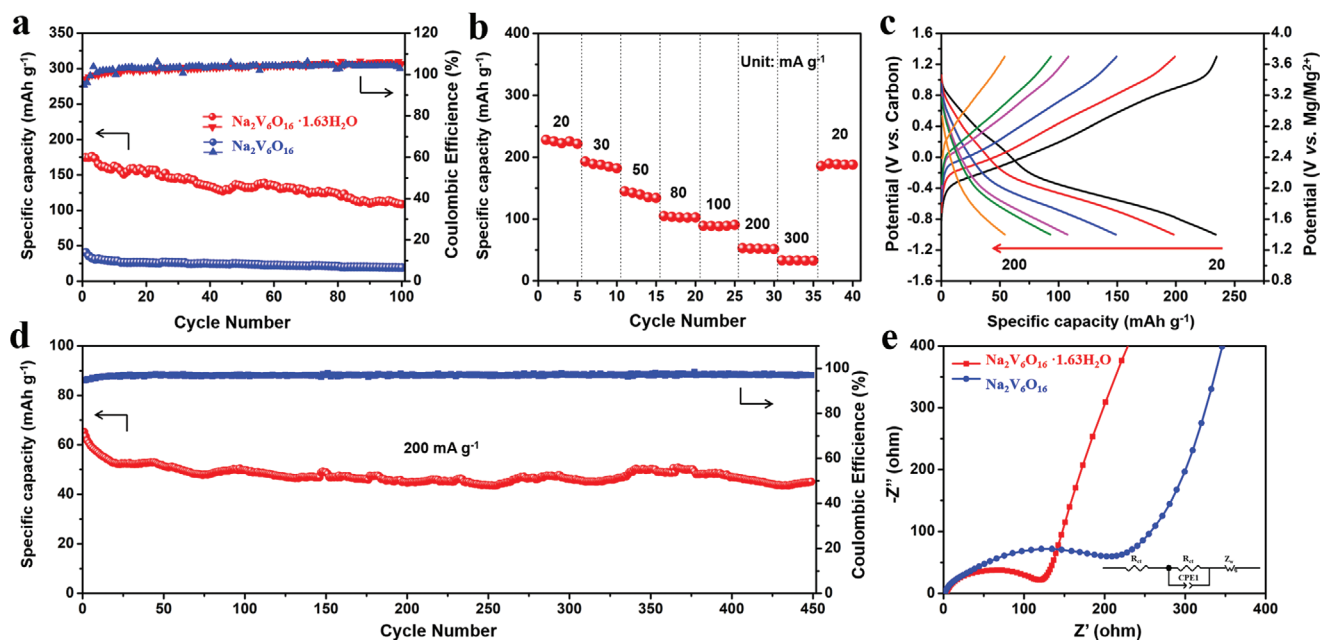 a
350
300
250
200
150
100
50
0
120
100
80
60
40
20
0
0 20 40 60 80 100
Specific capacity (mAh g⁻¹)
Coulombic Efficience (%)
Cycle Number
Na₂V₆O₁₆ ·1.63H₂O
Na₂V₆O₁₆
b
400
300
200
100
0
0 5 10 15 20 25 30 35 40
Specific capacity (mAh g⁻¹)
Cycle Number
Unit: mA g⁻¹
20
30
50
80
100
200
300
20
c
1.6
1.2
0.8
0.4
0.0
-0.4
-0.8
-1.2
-1.6
4.0
3.6
3.2
2.8
2.4
2.0
1.6
1.2
0.8
0 50 100 150 200 250
Potential (V vs. Carbon)
Potential (V vs. Mg/Mg²⁺)
Specific capacity (mAh g⁻¹)
200
20
d
100
80
60
40
20
0
100
80
60
40
20
0
0 50 100 150 200 250 300 350 400 450
Specific capacity (mAh g⁻¹)
Coulombic Efficience (%)
Cycle Number
200 mA g⁻¹
e
400
300
200
100
0
0 100 200 300 400
-Z'' (ohm)
Z' (ohm)
Na₂V₆O₁₆ ·1.63H₂O
Na₂V₆O₁₆
CPE1